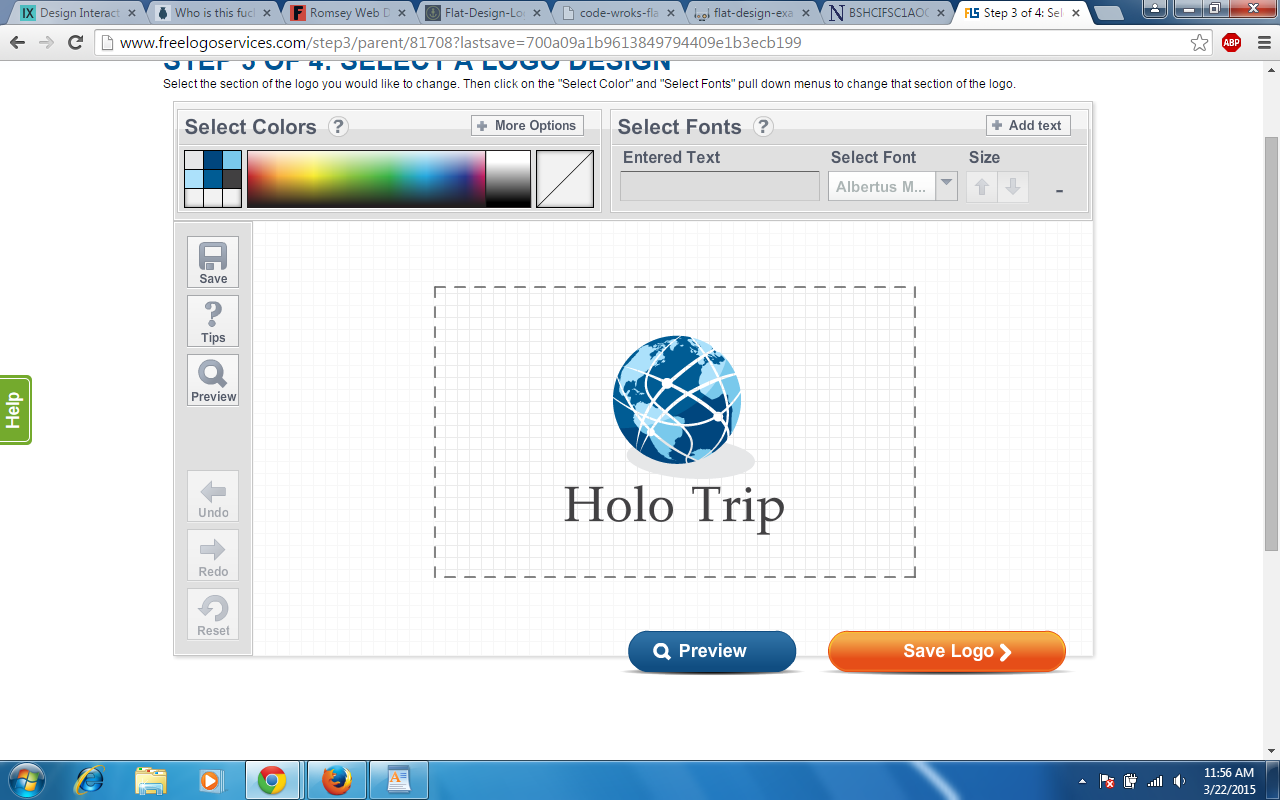 Design Interact
Who is this fuc
Romsey Web D
Flat-Design-Lo
code-wroks-fla
flat-design-exa
BSHCIFSC1AO
Step 3 of 4: Sel
www.freelogoservices.com/step3/parent/81708?lastsave=700a09a1b9613849794409e1b3ecb199
ABP
STEP 3 OF 4: SELECT A LOGO DESIGN
Select the section of the logo you would like to change. Then click on the "Select Color" and "Select Fonts" pull down menus to change that section of the logo.
Select Colors ?
+ More Options
Select Fonts ?
+ Add text
Entered Text
Select Font
Size
Albertus M...
-
Save
?
Tips
Preview
Help
Undo
Redo
Reset
Holo Trip
Preview
Save Logo
11:56 AM
3/22/2015